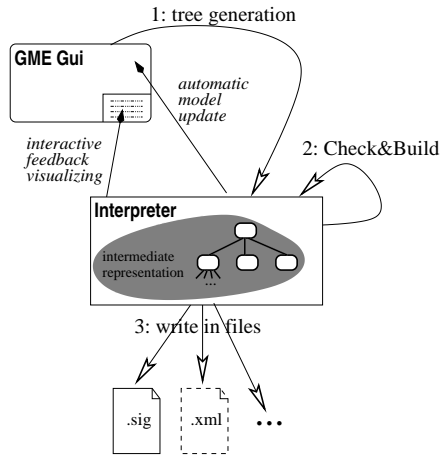 1: tree generation
GME Gui
automatic
model
update
interactive
feedback
visualizing
2: Check&Build
Interpreter
intermediate
representation
...
3: write in files
.sig
.xml
...